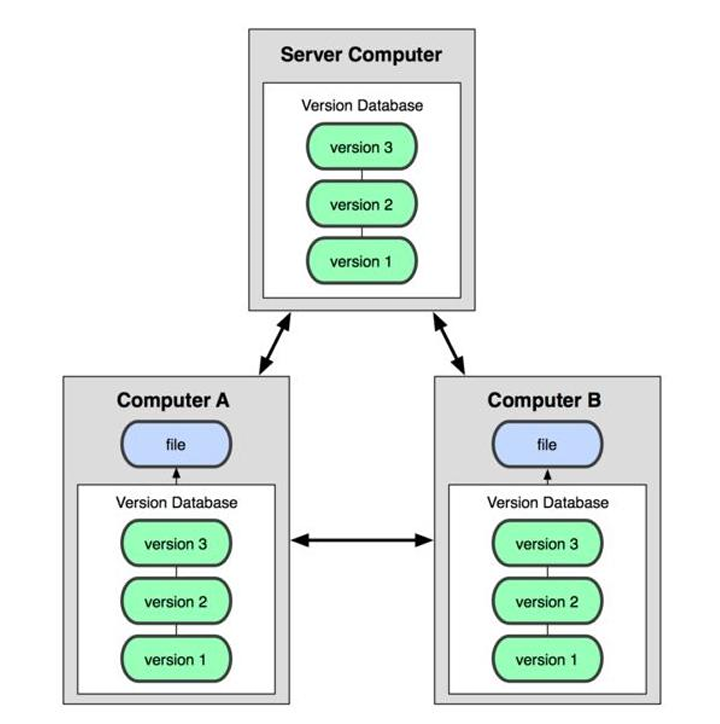 Server Computer
Version Database
version 3
version 2
version 1
Computer A
file
Version Database
version 3
version 2
version 1
Computer B
file
Version Database
version 3
version 2
version 1